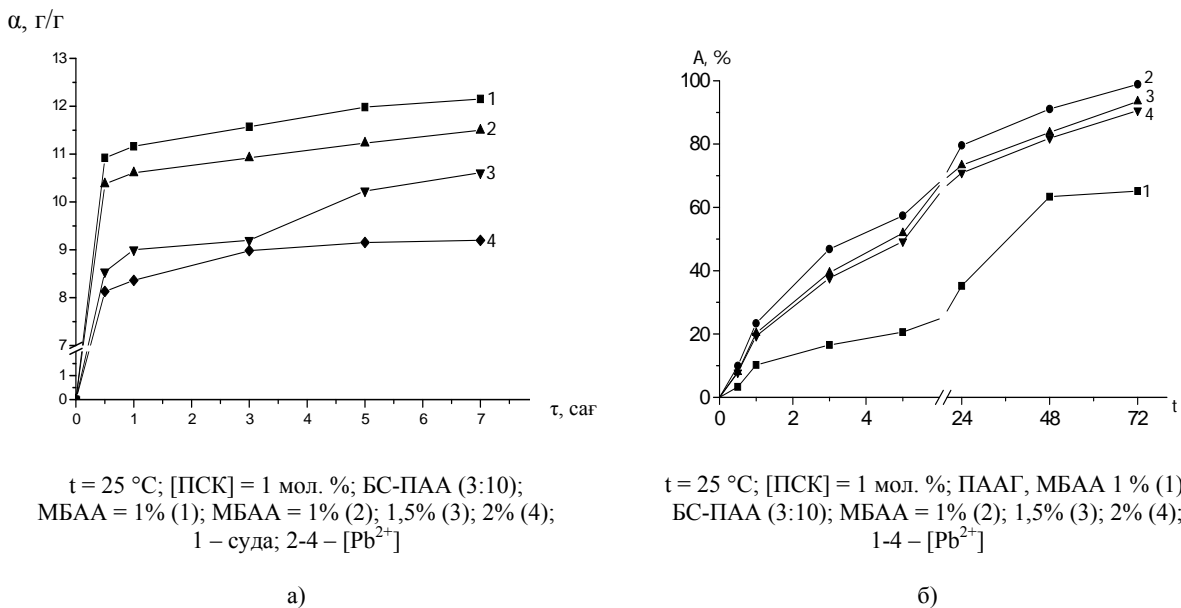 α, г/г
13
12
11
10
9
8
7
1
0
0 1 2 3 4 5 6 7
τ, сағ
1
2
3
4
t = 25 °C; [ПСК] = 1 мол. %; БС-ПАА (3:10);
МБАА = 1% (1); МБАА = 1% (2); 1,5% (3); 2% (4);
1 – суда; 2-4 – [Pb²⁺]
а)
А, %
100
80
60
40
20
0
0 2 4 24 48 72 t
2
3
4
1
t = 25 °C; [ПСК] = 1 мол. %; ПААГ, МБАА 1 % (1)
БС-ПАА (3:10); МБАА = 1% (2); 1,5% (3); 2% (4);
1-4 – [Pb²⁺]
б)